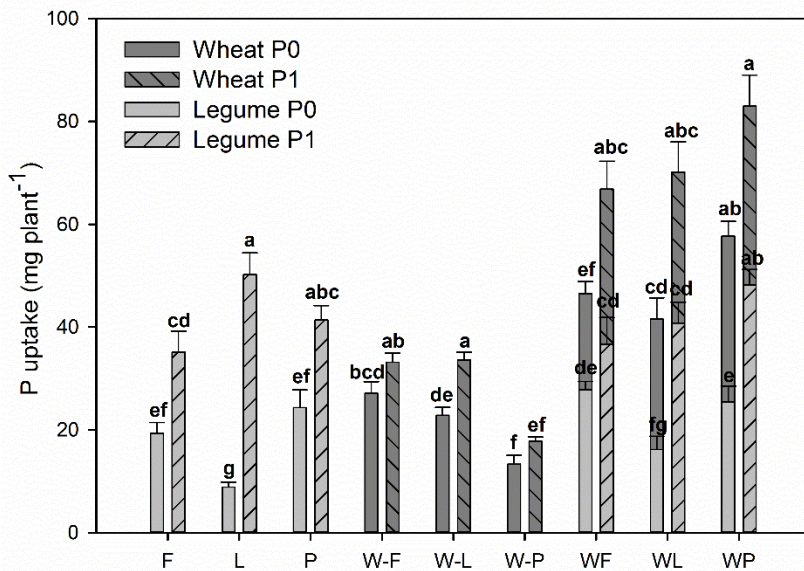 100
80
60
40
20
0
P uptake (mg plant⁻¹)
Wheat P0
Wheat P1
Legume P0
Legume P1
ef
cd
g
a
ef
abc
bcd
ab
de
a
f
ef
ef
de
abc
cd
cd
fg
abc
cd
ab
e
a
ab
F L P W-F W-L W-P WF WL WP